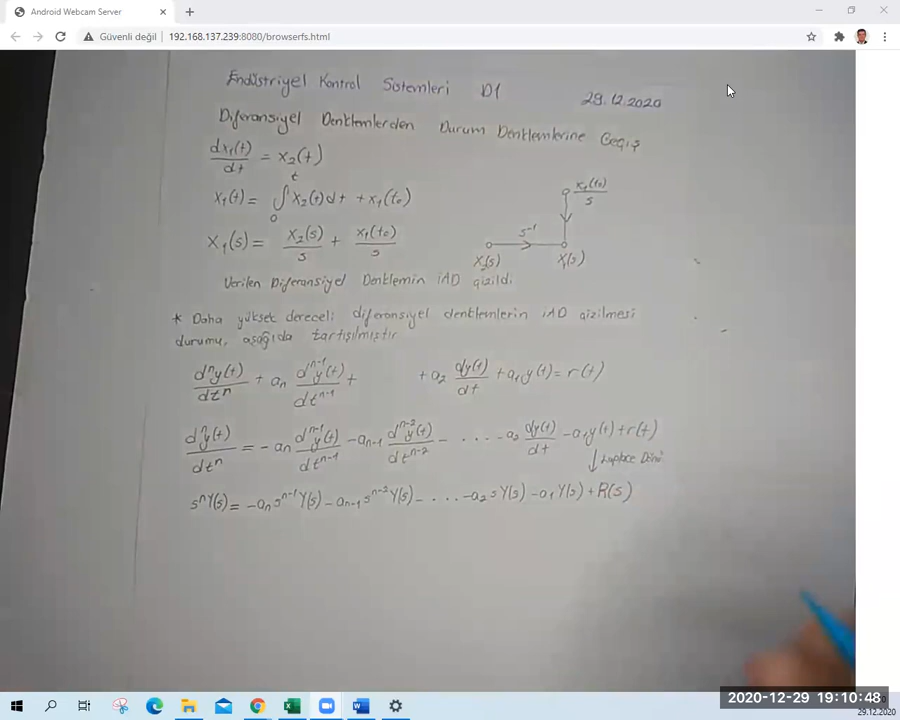 Android Webcam Server
Güvenli değil 192.168.137.239:8080/browserfs.html
Endüstriyel Kontrol Sistemleri D1
29.12.2020
Diferansiyel Denklemlerden Durum Denklemlerine Geçiş
dx₁(t)/dt = x₂(t)
x₁(t) = ∫₀ᵗ x₂(t)dt + x₁(t₀)
X₁(s) = X₂(s)/s + x₁(t₀)/s
x₁(t₀)/s
s⁻¹
X₂(s) X₁(s)
Verilen Diferansiyel Denklemin İAD çizildi.
* Daha yüksek dereceli diferansiyel denklemlerin İAD çizilmesi
durumu, aşağıda tartışılmıştır
dⁿy(t)/dtⁿ + aₙ dⁿ⁻¹y(t)/dtⁿ⁻¹ + + a₂ dy(t)/dt + a₁y(t) = r(t)
dⁿy(t)/dtⁿ = -aₙ dⁿ⁻¹y(t)/dtⁿ⁻¹ - aₙ₋₁ dⁿ⁻²y(t)/dtⁿ⁻² - .... -a₂ dy(t)/dt - a₁y(t) + r(t)
↓ Laplace Dönü
sⁿY(s) = -aₙsⁿ⁻¹Y(s) - aₙ₋₁sⁿ⁻²Y(s) - .... -a₂sY(s) - a₁Y(s) + R(s)
2020-12-29 19:10:48
29.12.2020